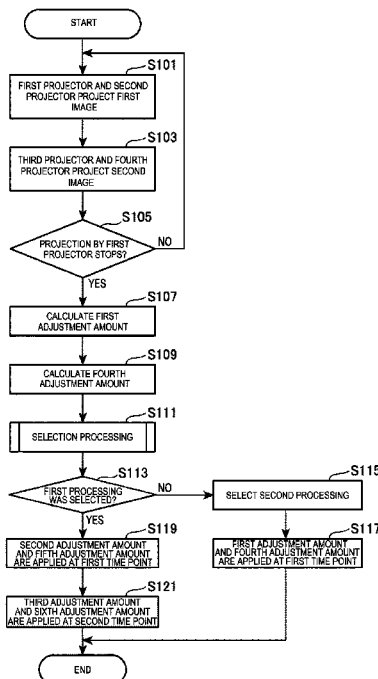 START
S101
FIRST PROJECTOR AND SECOND
PROJECTOR PROJECT FIRST
IMAGE
S103
THIRD PROJECTOR AND FOURTH
PROJECTOR PROJECT SECOND
IMAGE
S105
PROJECTION BY FIRST
PROJECTOR STOPS?
NO
YES
S107
CALCULATE FIRST
ADJUSTMENT AMOUNT
S109
CALCULATE FOURTH
ADJUSTMENT AMOUNT
S111
SELECTION PROCESSING
S113
FIRST PROCESSING
WAS SELECTED?
NO
YES
S115
SELECT SECOND PROCESSING
S119
SECOND ADJUSTMENT AMOUNT
AND FIFTH ADJUSTMENT AMOUNT
ARE APPLIED AT FIRST TIME POINT
S117
FIRST ADJUSTMENT AMOUNT
AND FOURTH ADJUSTMENT AMOUNT
ARE APPLIED AT FIRST TIME POINT
S121
THIRD ADJUSTMENT AMOUNT
AND SIXTH ADJUSTMENT AMOUNT
ARE APPLIED AT SECOND TIME POINT
END